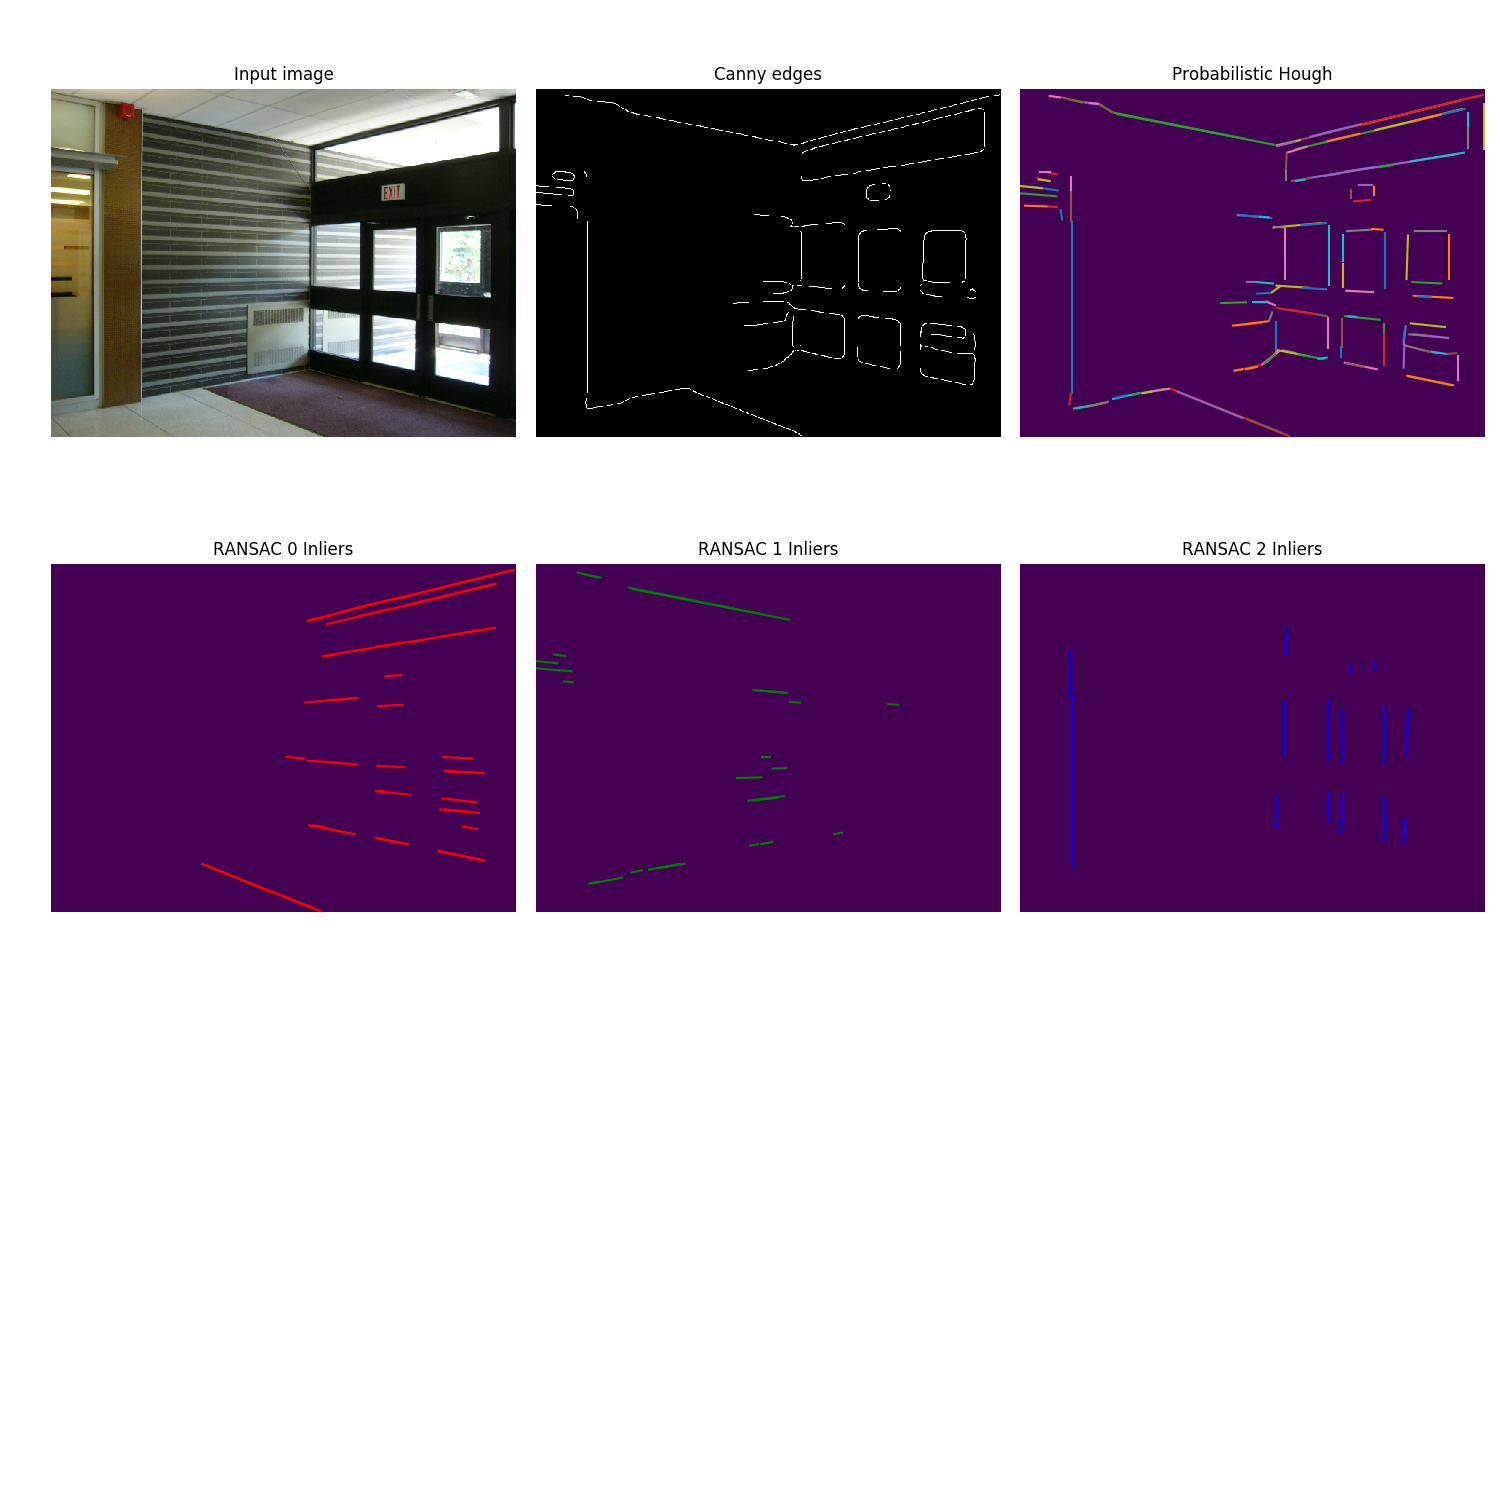 Input image
Canny edges
Probabilistic Hough
EXIT
RANSAC 0 Inliers
RANSAC 1 Inliers
RANSAC 2 Inliers